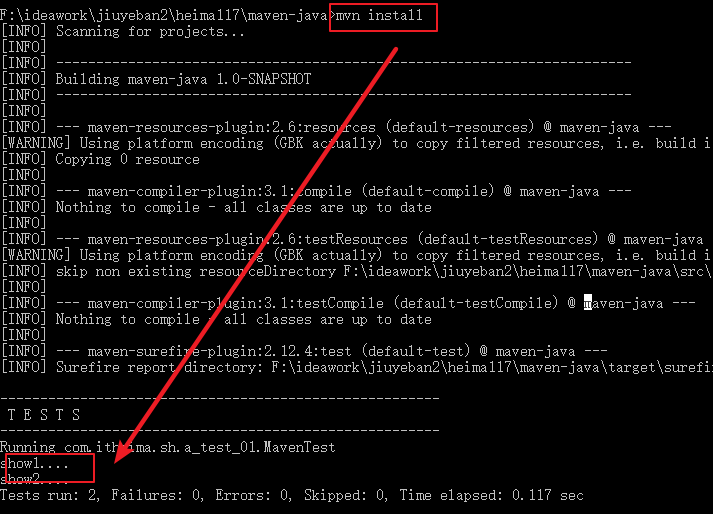 F:\ideawork\jiuyeban2\heima117\maven-java>mvn install
[INFO] Scanning for projects...
[INFO]
[INFO] ------------------------------------------------------------------------
[INFO] Building maven-java 1.0-SNAPSHOT
[INFO] ------------------------------------------------------------------------
[INFO]
[INFO] --- maven-resources-plugin:2.6:resources (default-resources) @ maven-java ---
[WARNING] Using platform encoding (GBK actually) to copy filtered resources, i.e. build i
[INFO] Copying 0 resource
[INFO]
[INFO] --- maven-compiler-plugin:3.1:compile (default-compile) @ maven-java ---
[INFO] Nothing to compile - all classes are up to date
[INFO]
[INFO] --- maven-resources-plugin:2.6:testResources (default-testResources) @ maven-java
[WARNING] Using platform encoding (GBK actually) to copy filtered resources, i.e. build i
[INFO] skip non existing resourceDirectory F:\ideawork\jiuyeban2\heima117\maven-java\src\
[INFO]
[INFO] --- maven-compiler-plugin:3.1:testCompile (default-testCompile) @ maven-java ---
[INFO] Nothing to compile - all classes are up to date
[INFO]
[INFO] --- maven-surefire-plugin:2.12.4:test (default-test) @ maven-java ---
[INFO] Surefire report directory: F:\ideawork\jiuyeban2\heima117\maven-java\target\surefi
-------------------------------------------------------
T E S T S
-------------------------------------------------------
Running com.itheima.sh.a_test_01.MavenTest
show1....
show2....
Tests run: 2, Failures: 0, Errors: 0, Skipped: 0, Time elapsed: 0.117 sec